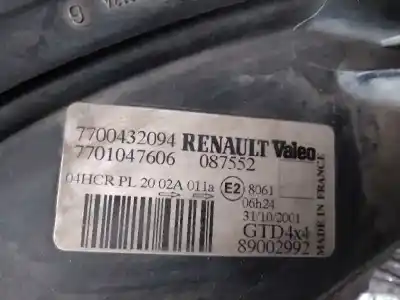 7700432094 RENAULT Valeo
7701047606 087552
04HCR PL 20 02A 011a E2 8061
06h24
31/10/2001
GTD4x4
89002992
MADE IN FRANCE